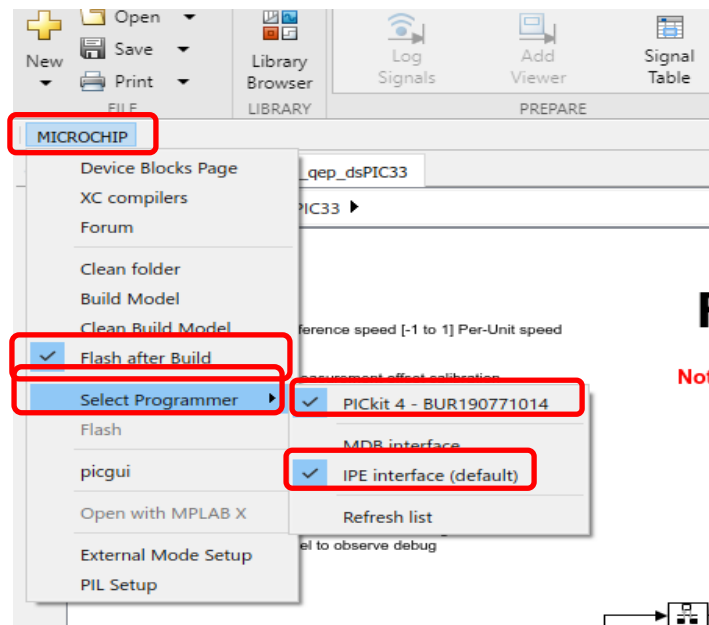 Open
Save
Print
New
Library
Browser
Log
Signals
Add
Viewer
Signal
Table
FILE
LIBRARY
PREPARE
MICROCHIP
_qep_dsPIC33
PIC33
Device Blocks Page
XC compilers
Forum
Clean folder
Build Model
Clean Build Model
ference speed [-1 to 1] Per-Unit speed
Flash after Build
asurement offset calibration
Not
Select Programmer
PICkit 4 - BUR190771014
Flash
MDB interface
picgui
IPE interface (default)
Open with MPLAB X
Refresh list
el to observe debug
External Mode Setup
PIL Setup